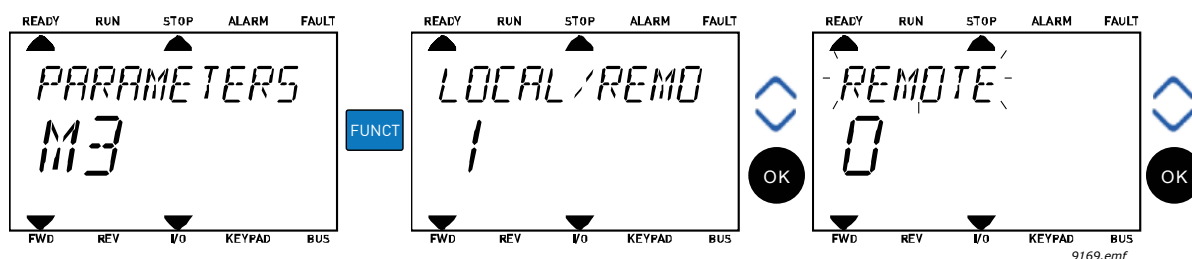 READY RUN STOP ALARM FAULT
PARAMETERS
M3
FWD REV I/O KEYPAD BUS
FUNCT
READY RUN STOP ALARM FAULT
LOCAL/REMO
1
FWD REV I/O KEYPAD BUS
OK
READY RUN STOP ALARM FAULT
REMOTE
0
FWD REV I/O KEYPAD BUS
OK
9169.emf